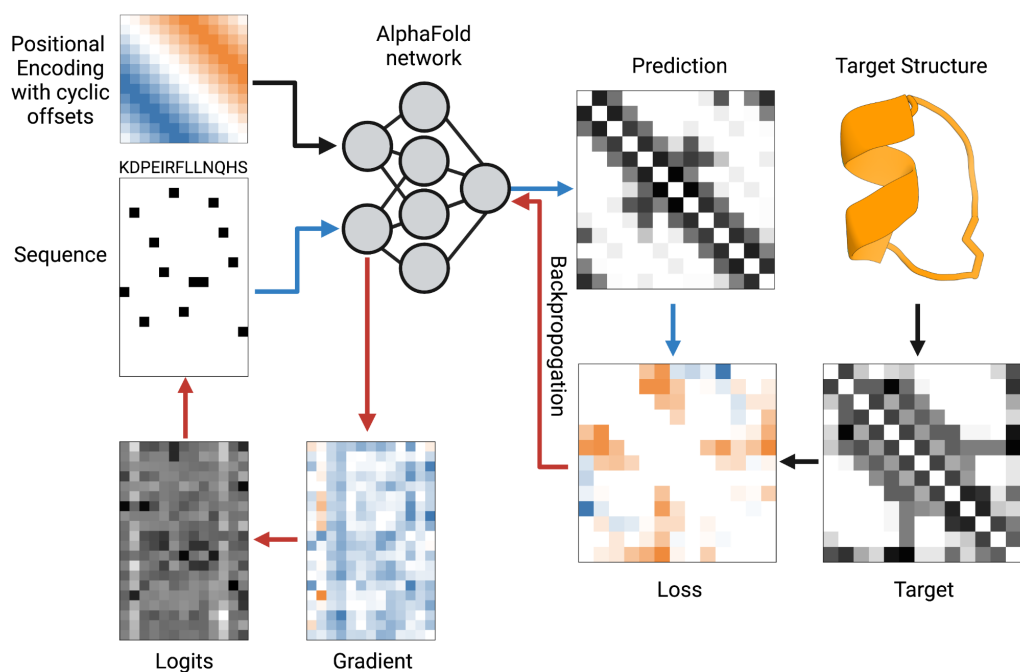 Positional
Encoding
with cyclic
offsets
AlphaFold
network
Prediction
Target Structure
KDPEIRFLLNQHS
Sequence
Backpropogation
Loss
Target
Logits
Gradient